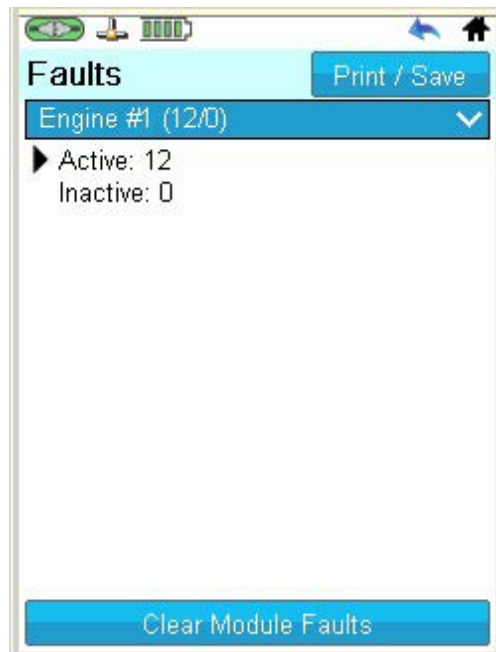 Faults
Print / Save
Engine #1 (12/0)
Active: 12
Inactive: 0
Clear Module Faults